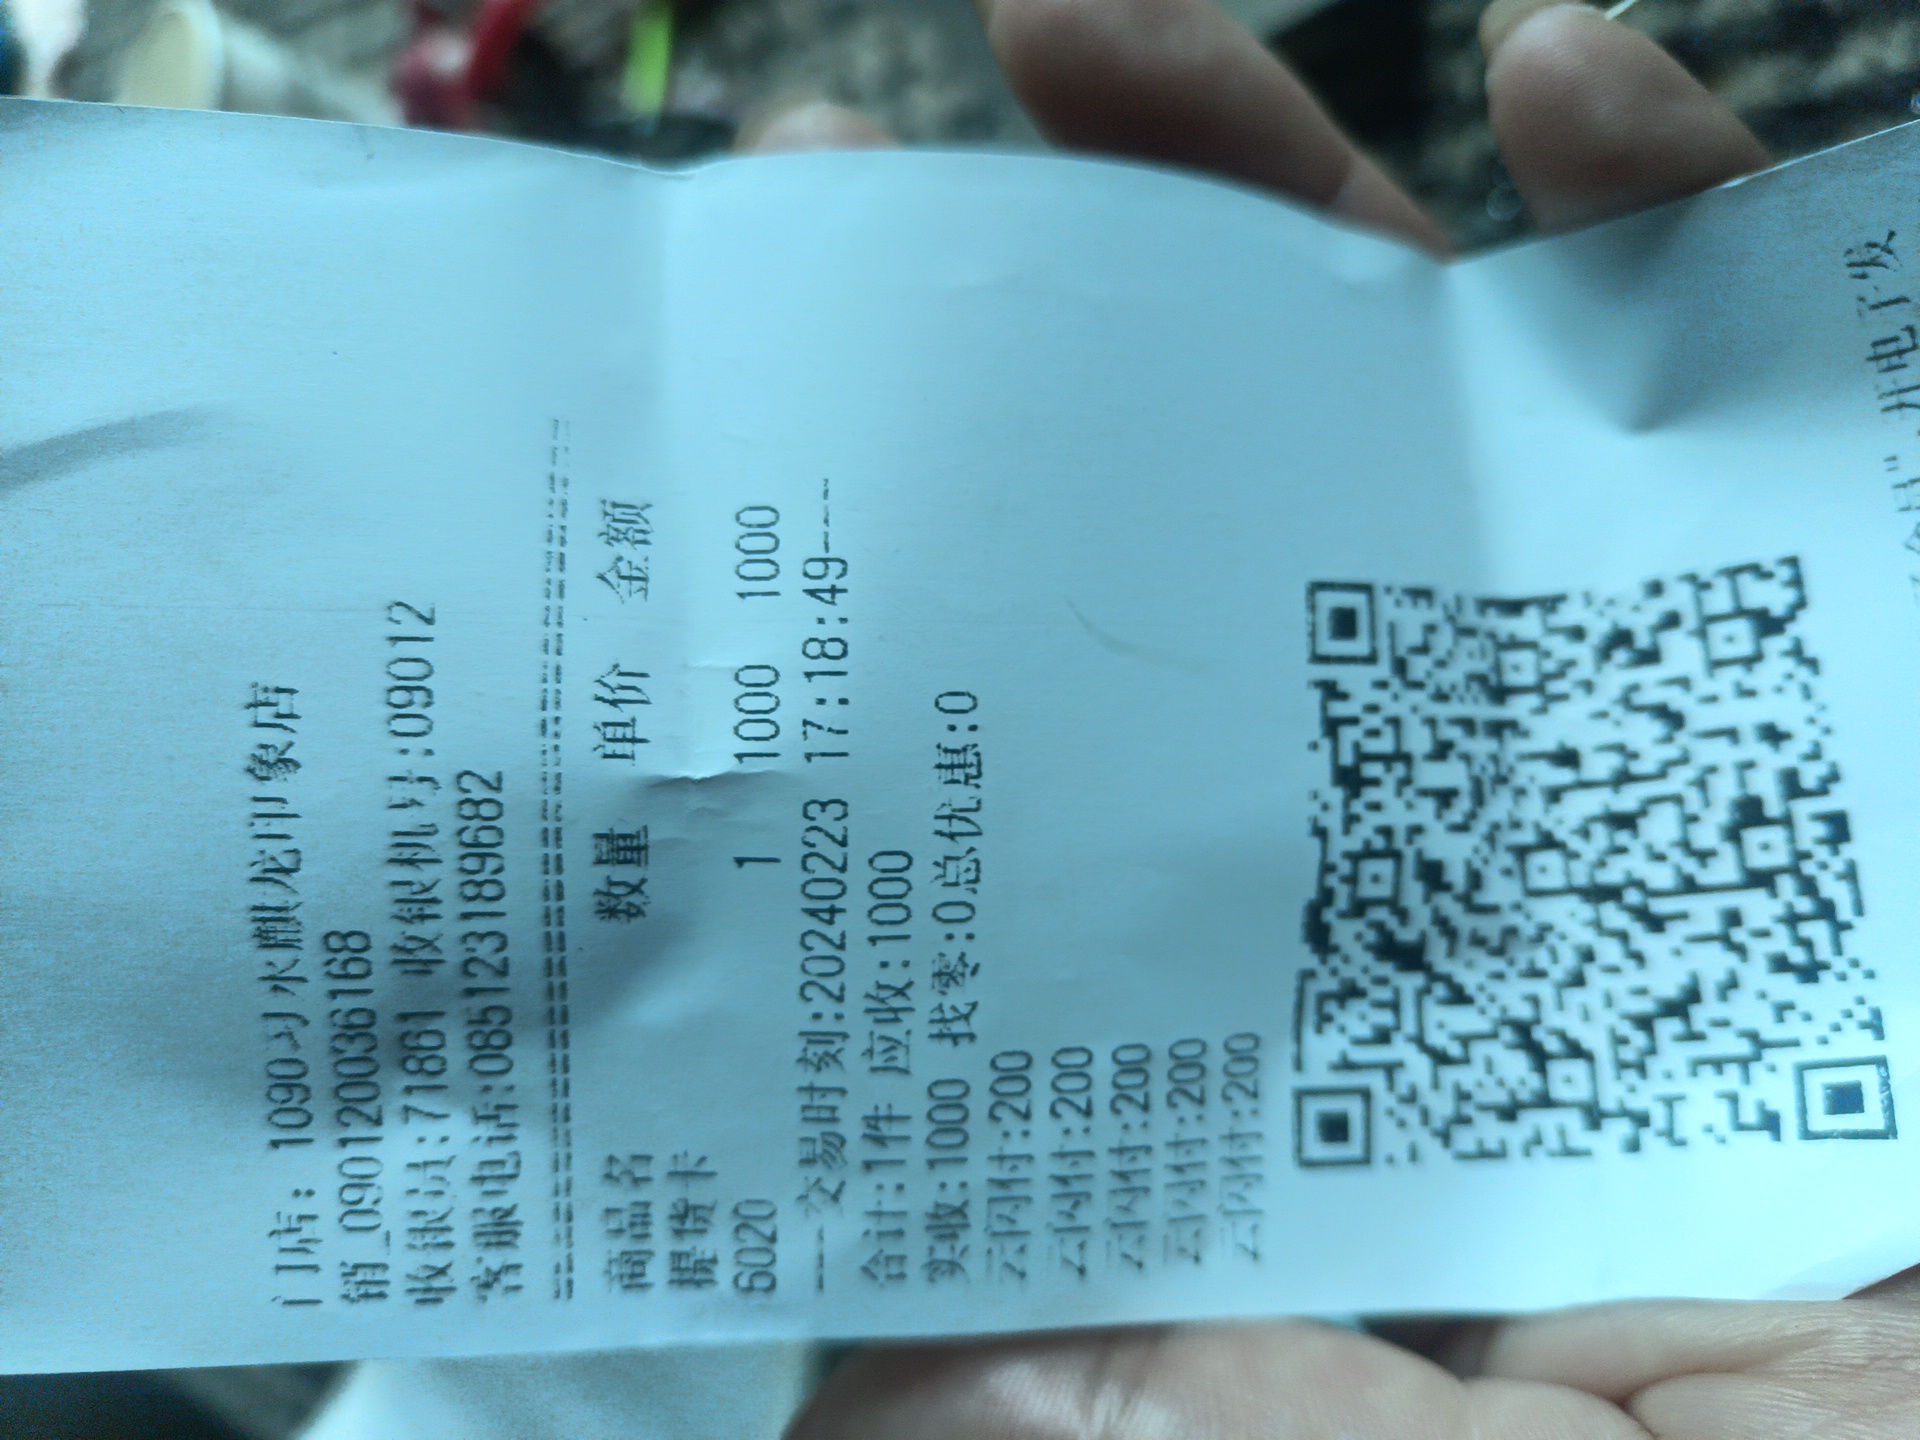 门店: 1090习水麒龙印象店
销_090120036168
收银员:71861 收银机号:09012
客服电话:085123189682
商品名 数量 单价 金额
提货卡
6020 1 1000 1000
----交易时刻:20240223 17:18:49----
合计:1件 应收:1000
实收:1000 找零:0总优惠:0
云闪付:200
云闪付:200
云闪付:200
云闪付:200
云闪付:200
开电子发